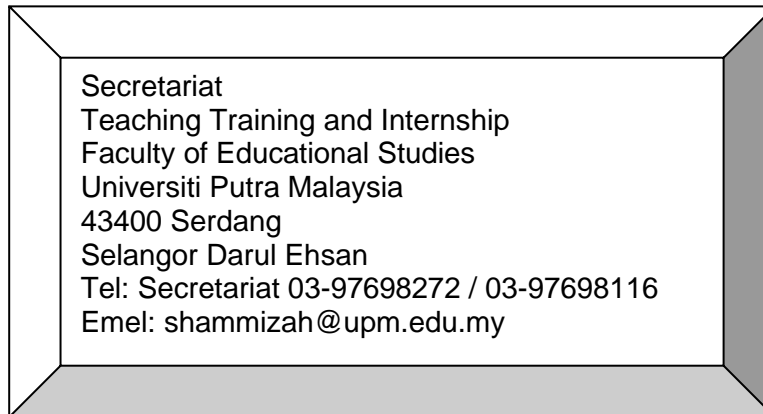 Secretariat
Teaching Training and Internship
Faculty of Educational Studies
Universiti Putra Malaysia
43400 Serdang
Selangor Darul Ehsan
Tel: Secretariat 03-97698272 / 03-97698116
Emel: shammizah@upm.edu.my